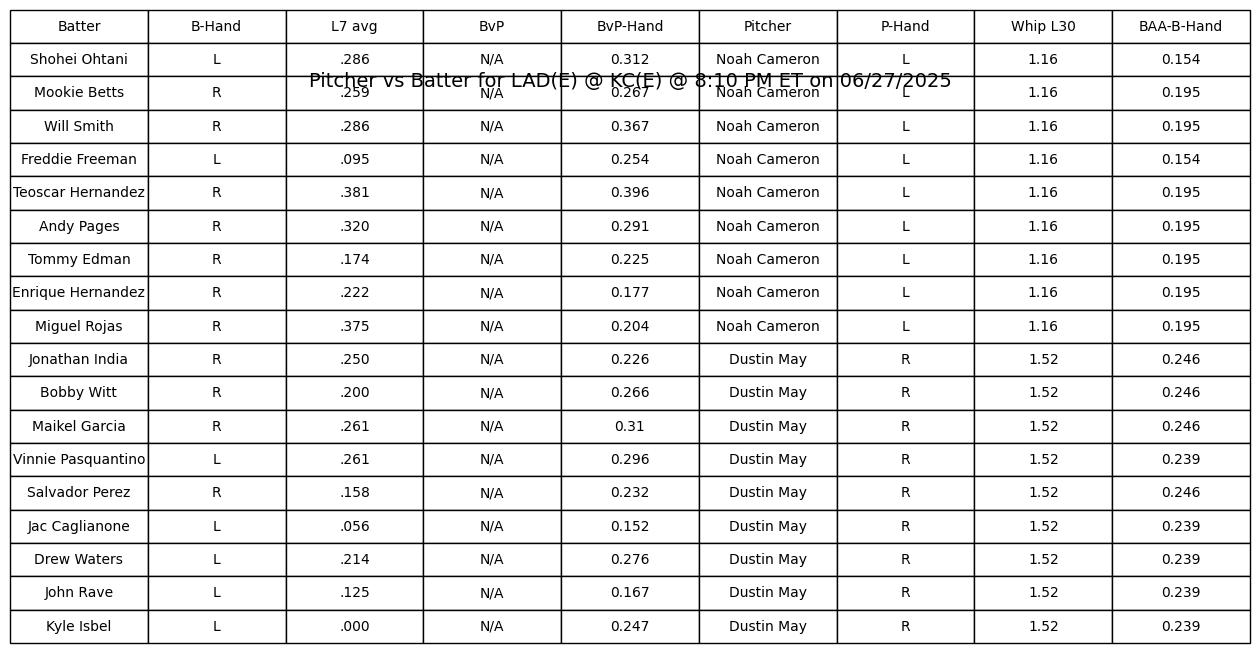 Batter B-Hand L7 avg BvP BvP-Hand Pitcher P-Hand Whip L30 BAA-B-Hand
Shohei Ohtani L .286 N/A 0.312 Noah Cameron L 1.16 0.154
Pitcher vs Batter for LAD(E) @ KC(E) @ 8:10 PM ET on 06/27/2025
Mookie Betts R .259 N/A 0.267 Noah Cameron L 1.16 0.195
Will Smith R .286 N/A 0.367 Noah Cameron L 1.16 0.195
Freddie Freeman L .095 N/A 0.254 Noah Cameron L 1.16 0.154
Teoscar Hernandez R .381 N/A 0.396 Noah Cameron L 1.16 0.195
Andy Pages R .320 N/A 0.291 Noah Cameron L 1.16 0.195
Tommy Edman R .174 N/A 0.225 Noah Cameron L 1.16 0.195
Enrique Hernandez R .222 N/A 0.177 Noah Cameron L 1.16 0.195
Miguel Rojas R .375 N/A 0.204 Noah Cameron L 1.16 0.195
Jonathan India R .250 N/A 0.226 Dustin May R 1.52 0.246
Bobby Witt R .200 N/A 0.266 Dustin May R 1.52 0.246
Maikel Garcia R .261 N/A 0.31 Dustin May R 1.52 0.246
Vinnie Pasquantino L .261 N/A 0.296 Dustin May R 1.52 0.239
Salvador Perez R .158 N/A 0.232 Dustin May R 1.52 0.246
Jac Caglianone L .056 N/A 0.152 Dustin May R 1.52 0.239
Drew Waters L .214 N/A 0.276 Dustin May R 1.52 0.239
John Rave L .125 N/A 0.167 Dustin May R 1.52 0.239
Kyle Isbel L .000 N/A 0.247 Dustin May R 1.52 0.239